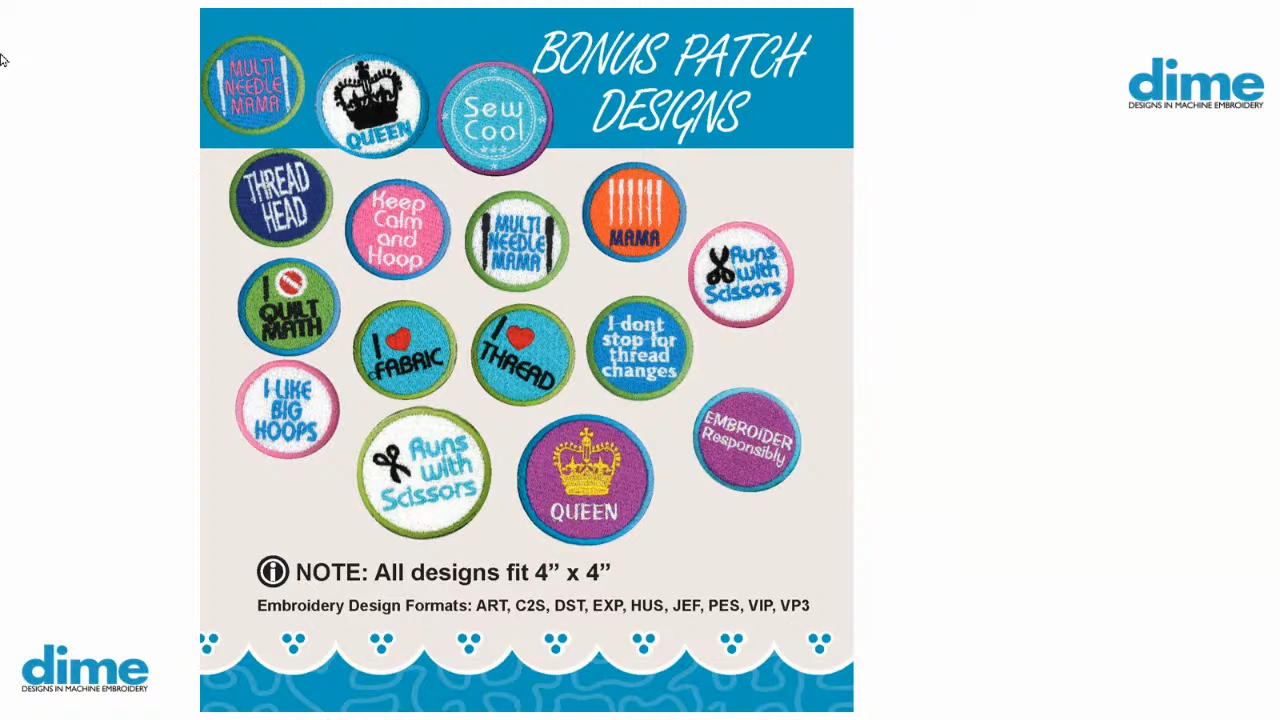 BONUS PATCH
DESIGNS
dime
DESIGNS IN MACHINE EMBROIDERY
MULTI
NEEDLE
MAMA
QUEEN
Sew
Cool
THREAD
HEAD
Keep
Calm
and
Hoop
MULTI
NEEDLE
MAMA
MAMA
Runs
with
Scissors
I
QUILT
MATH
I
FABRIC
I
THREAD
I dont
stop for
thread
changes
I LIKE
BIG
HOOPS
Runs
with
Scissors
QUEEN
EMBROIDER
Responsibly
NOTE: All designs fit 4” x 4”
Embroidery Design Formats: ART, C2S, DST, EXP, HUS, JEF, PES, VIP, VP3
dime
DESIGNS IN MACHINE EMBROIDERY